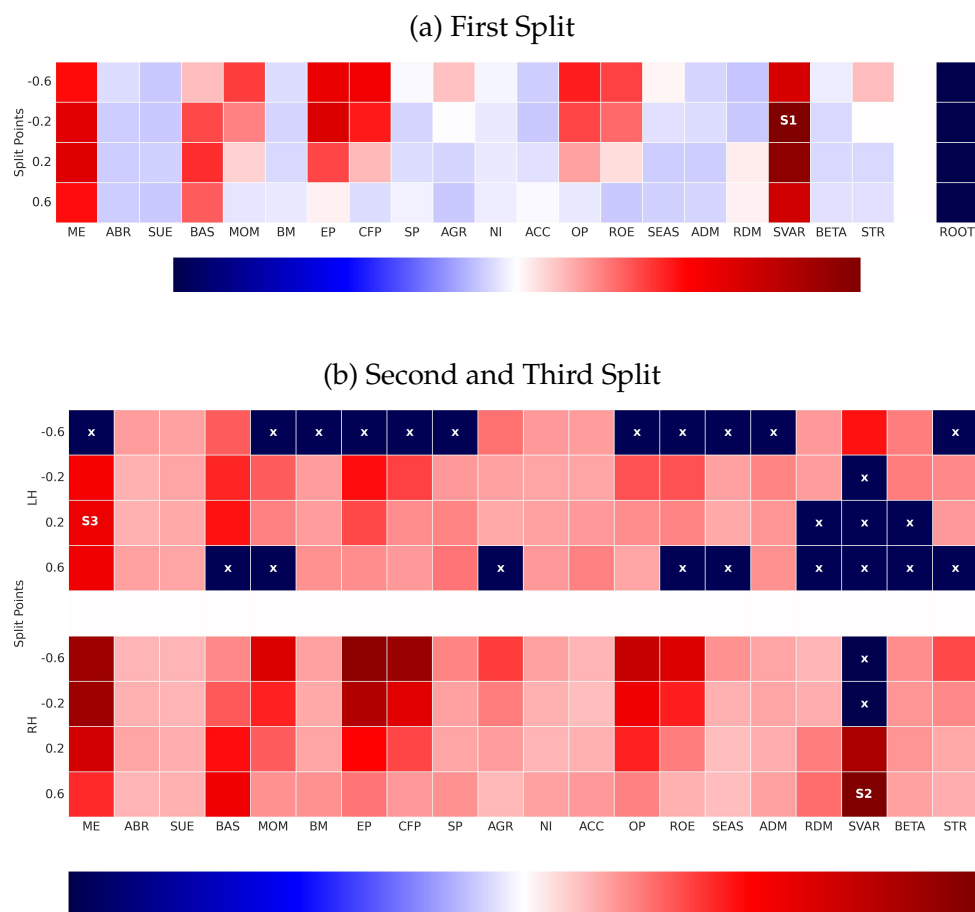 (a) First Split
Split Points
-0.6
-0.2 S1
0.2
0.6
ME ABR SUE BAS MOM BM EP CFP SP AGR NI ACC OP ROE SEAS ADM RDM SVAR BETA STR ROOT
(b) Second and Third Split
Split Points
LH
-0.6 x x x x x x x x x x x
-0.2 x
0.2 S3 x x x
0.6 x x x x x x x x x
RH
-0.6 x
-0.2 x
0.2
0.6 S2
ME ABR SUE BAS MOM BM EP CFP SP AGR NI ACC OP ROE SEAS ADM RDM SVAR BETA STR